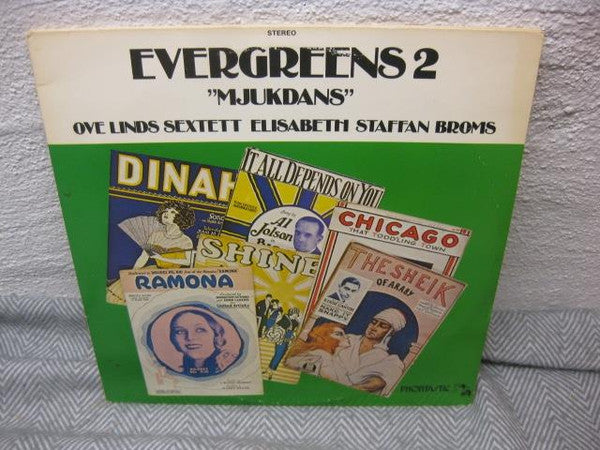 STEREO
EVERGREENS 2
"MJUKDANS"
OVE LINDS SEXTETT ELISABETH STAFFAN BROMS
DINAH
IT ALL DEPENDS ON YOU
Al
Jolson
SHINE
CHICAGO
THAT TODDLING TOWN
THE SHEIK
OF ARABY
RAMONA
PHONTASTIC